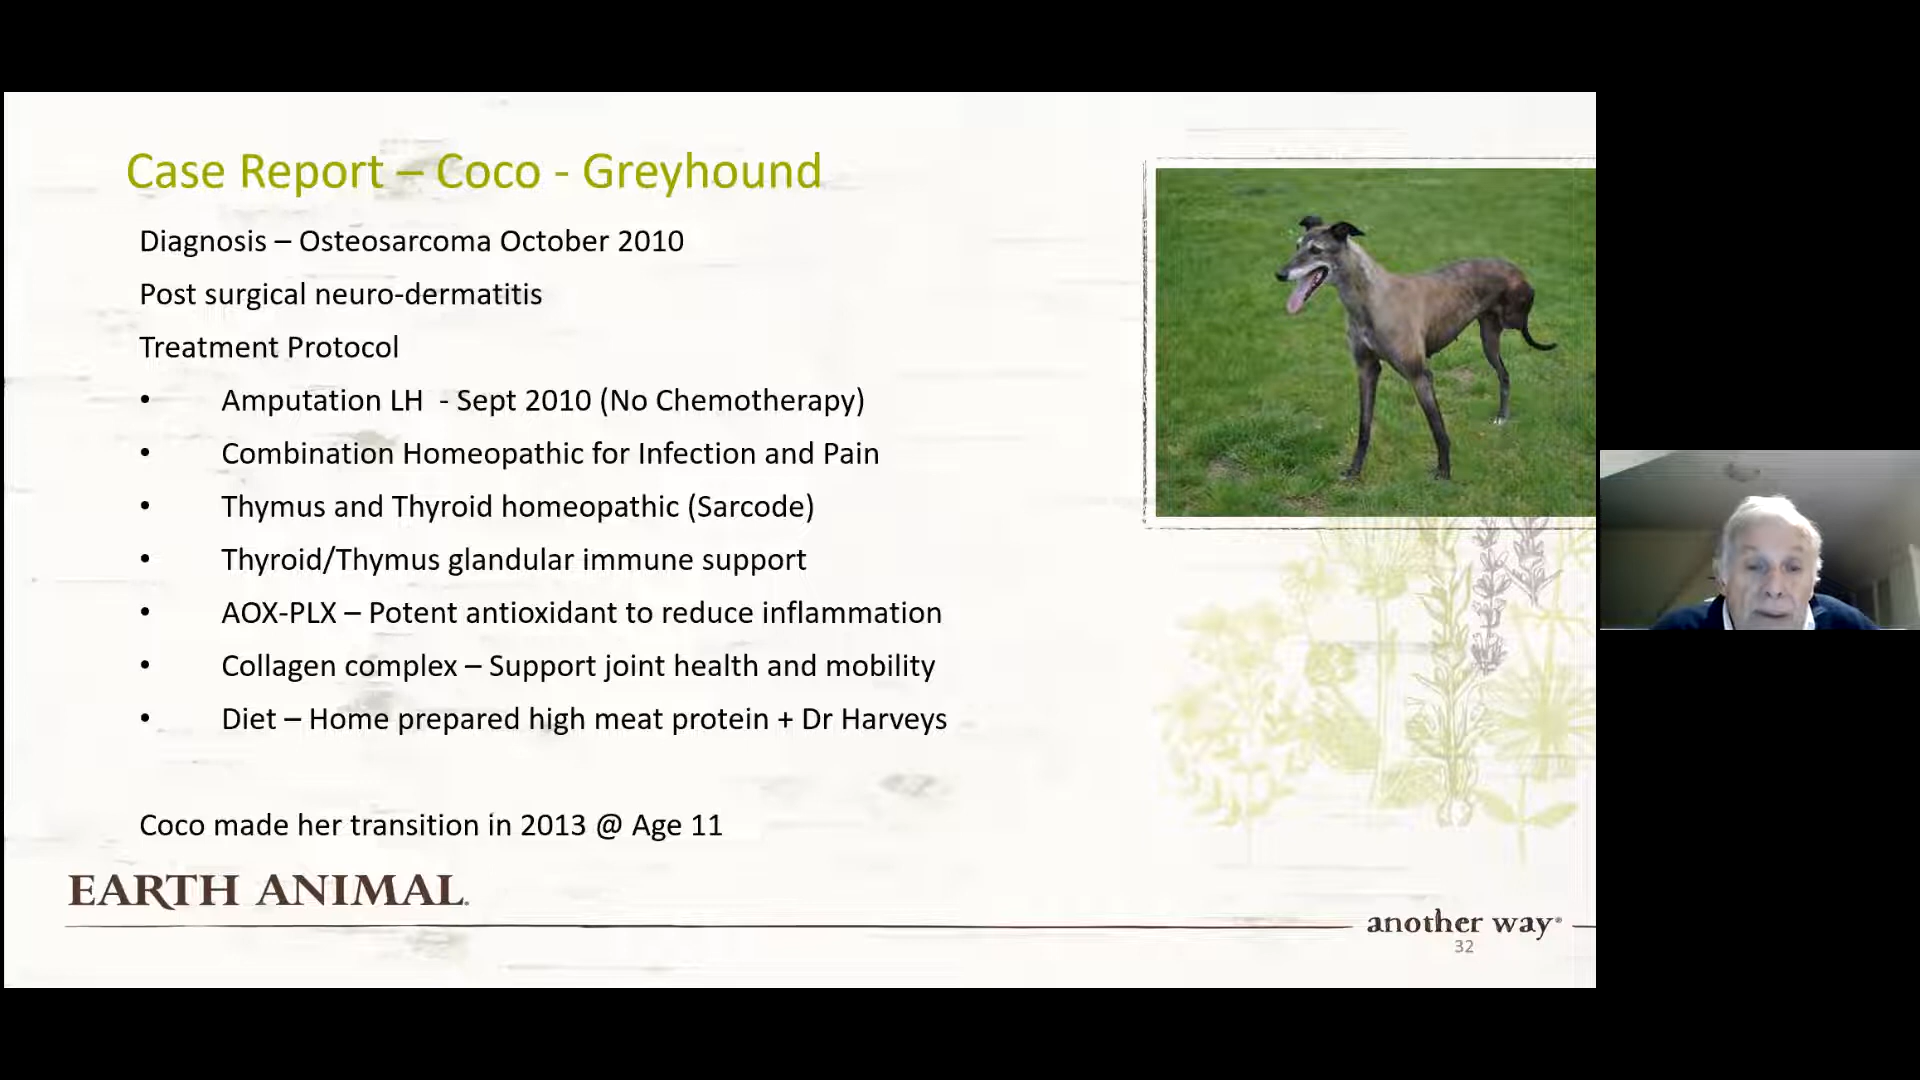 Case Report – Coco - Greyhound
Diagnosis – Osteosarcoma October 2010
Post surgical neuro-dermatitis
Treatment Protocol
• Amputation LH - Sept 2010 (No Chemotherapy)
• Combination Homeopathic for Infection and Pain
• Thymus and Thyroid homeopathic (Sarcode)
• Thyroid/Thymus glandular immune support
• AOX-PLX – Potent antioxidant to reduce inflammation
• Collagen complex – Support joint health and mobility
• Diet – Home prepared high meat protein + Dr Harveys
Coco made her transition in 2013 @ Age 11
EARTH ANIMAL.
another way®
32